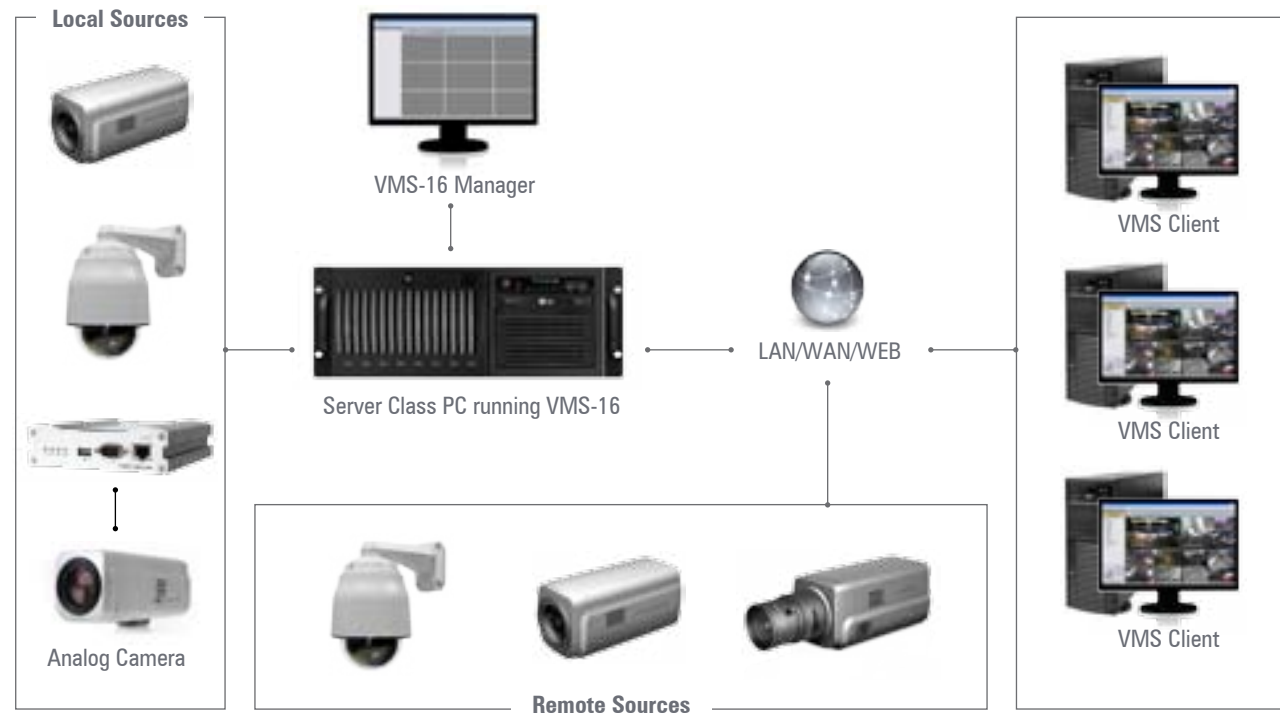 Local Sources
VMS-16 Manager
VMS Client
Server Class PC running VMS-16
LAN/WAN/WEB
VMS Client
Analog Camera
VMS Client
Remote Sources